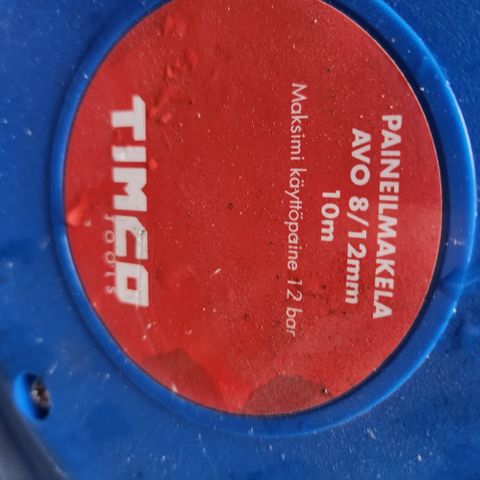 PAINEILMAKELA
AVO 8/12mm
10m
Maksimi käyttöpaine 12 bar
TIMCO
TOOLS